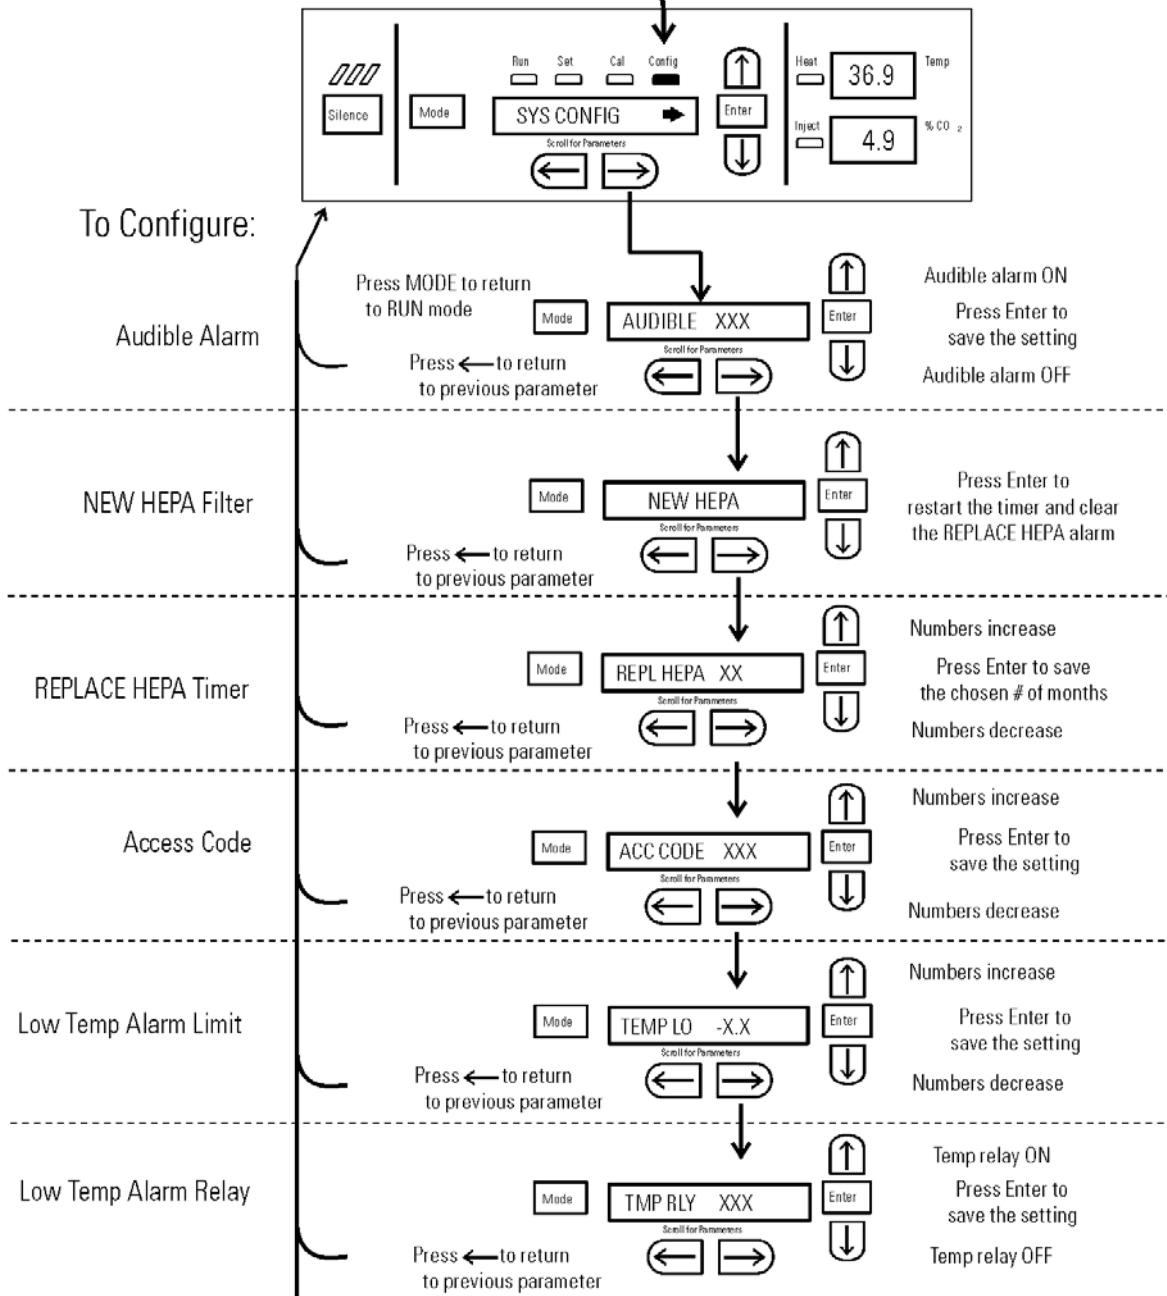 Run Set Cal Config
Silence
Mode
SYS CONFIG
Enter
Scroll for Parameters
Heat 36.9 Temp
Inject 4.9 % CO 2
To Configure:
Audible Alarm
Press MODE to return
to RUN mode
Mode
AUDIBLE XXX
Scroll for Parameters
Press ← to return
to previous parameter
Enter
Audible alarm ON
Press Enter to
save the setting
Audible alarm OFF
NEW HEPA Filter
Mode
NEW HEPA
Scroll for Parameters
Press ← to return
to previous parameter
Enter
Press Enter to
restart the timer and clear
the REPLACE HEPA alarm
REPLACE HEPA Timer
Mode
REPL HEPA XX
Scroll for Parameters
Press ← to return
to previous parameter
Enter
Numbers increase
Press Enter to save
the chosen # of months
Numbers decrease
Access Code
Mode
ACC CODE XXX
Scroll for Parameters
Press ← to return
to previous parameter
Enter
Numbers increase
Press Enter to
save the setting
Numbers decrease
Low Temp Alarm Limit
Mode
TEMP LO -X.X
Scroll for Parameters
Press ← to return
to previous parameter
Enter
Numbers increase
Press Enter to
save the setting
Numbers decrease
Low Temp Alarm Relay
Mode
TMP RLY XXX
Scroll for Parameters
Press ← to return
to previous parameter
Enter
Temp relay ON
Press Enter to
save the setting
Temp relay OFF